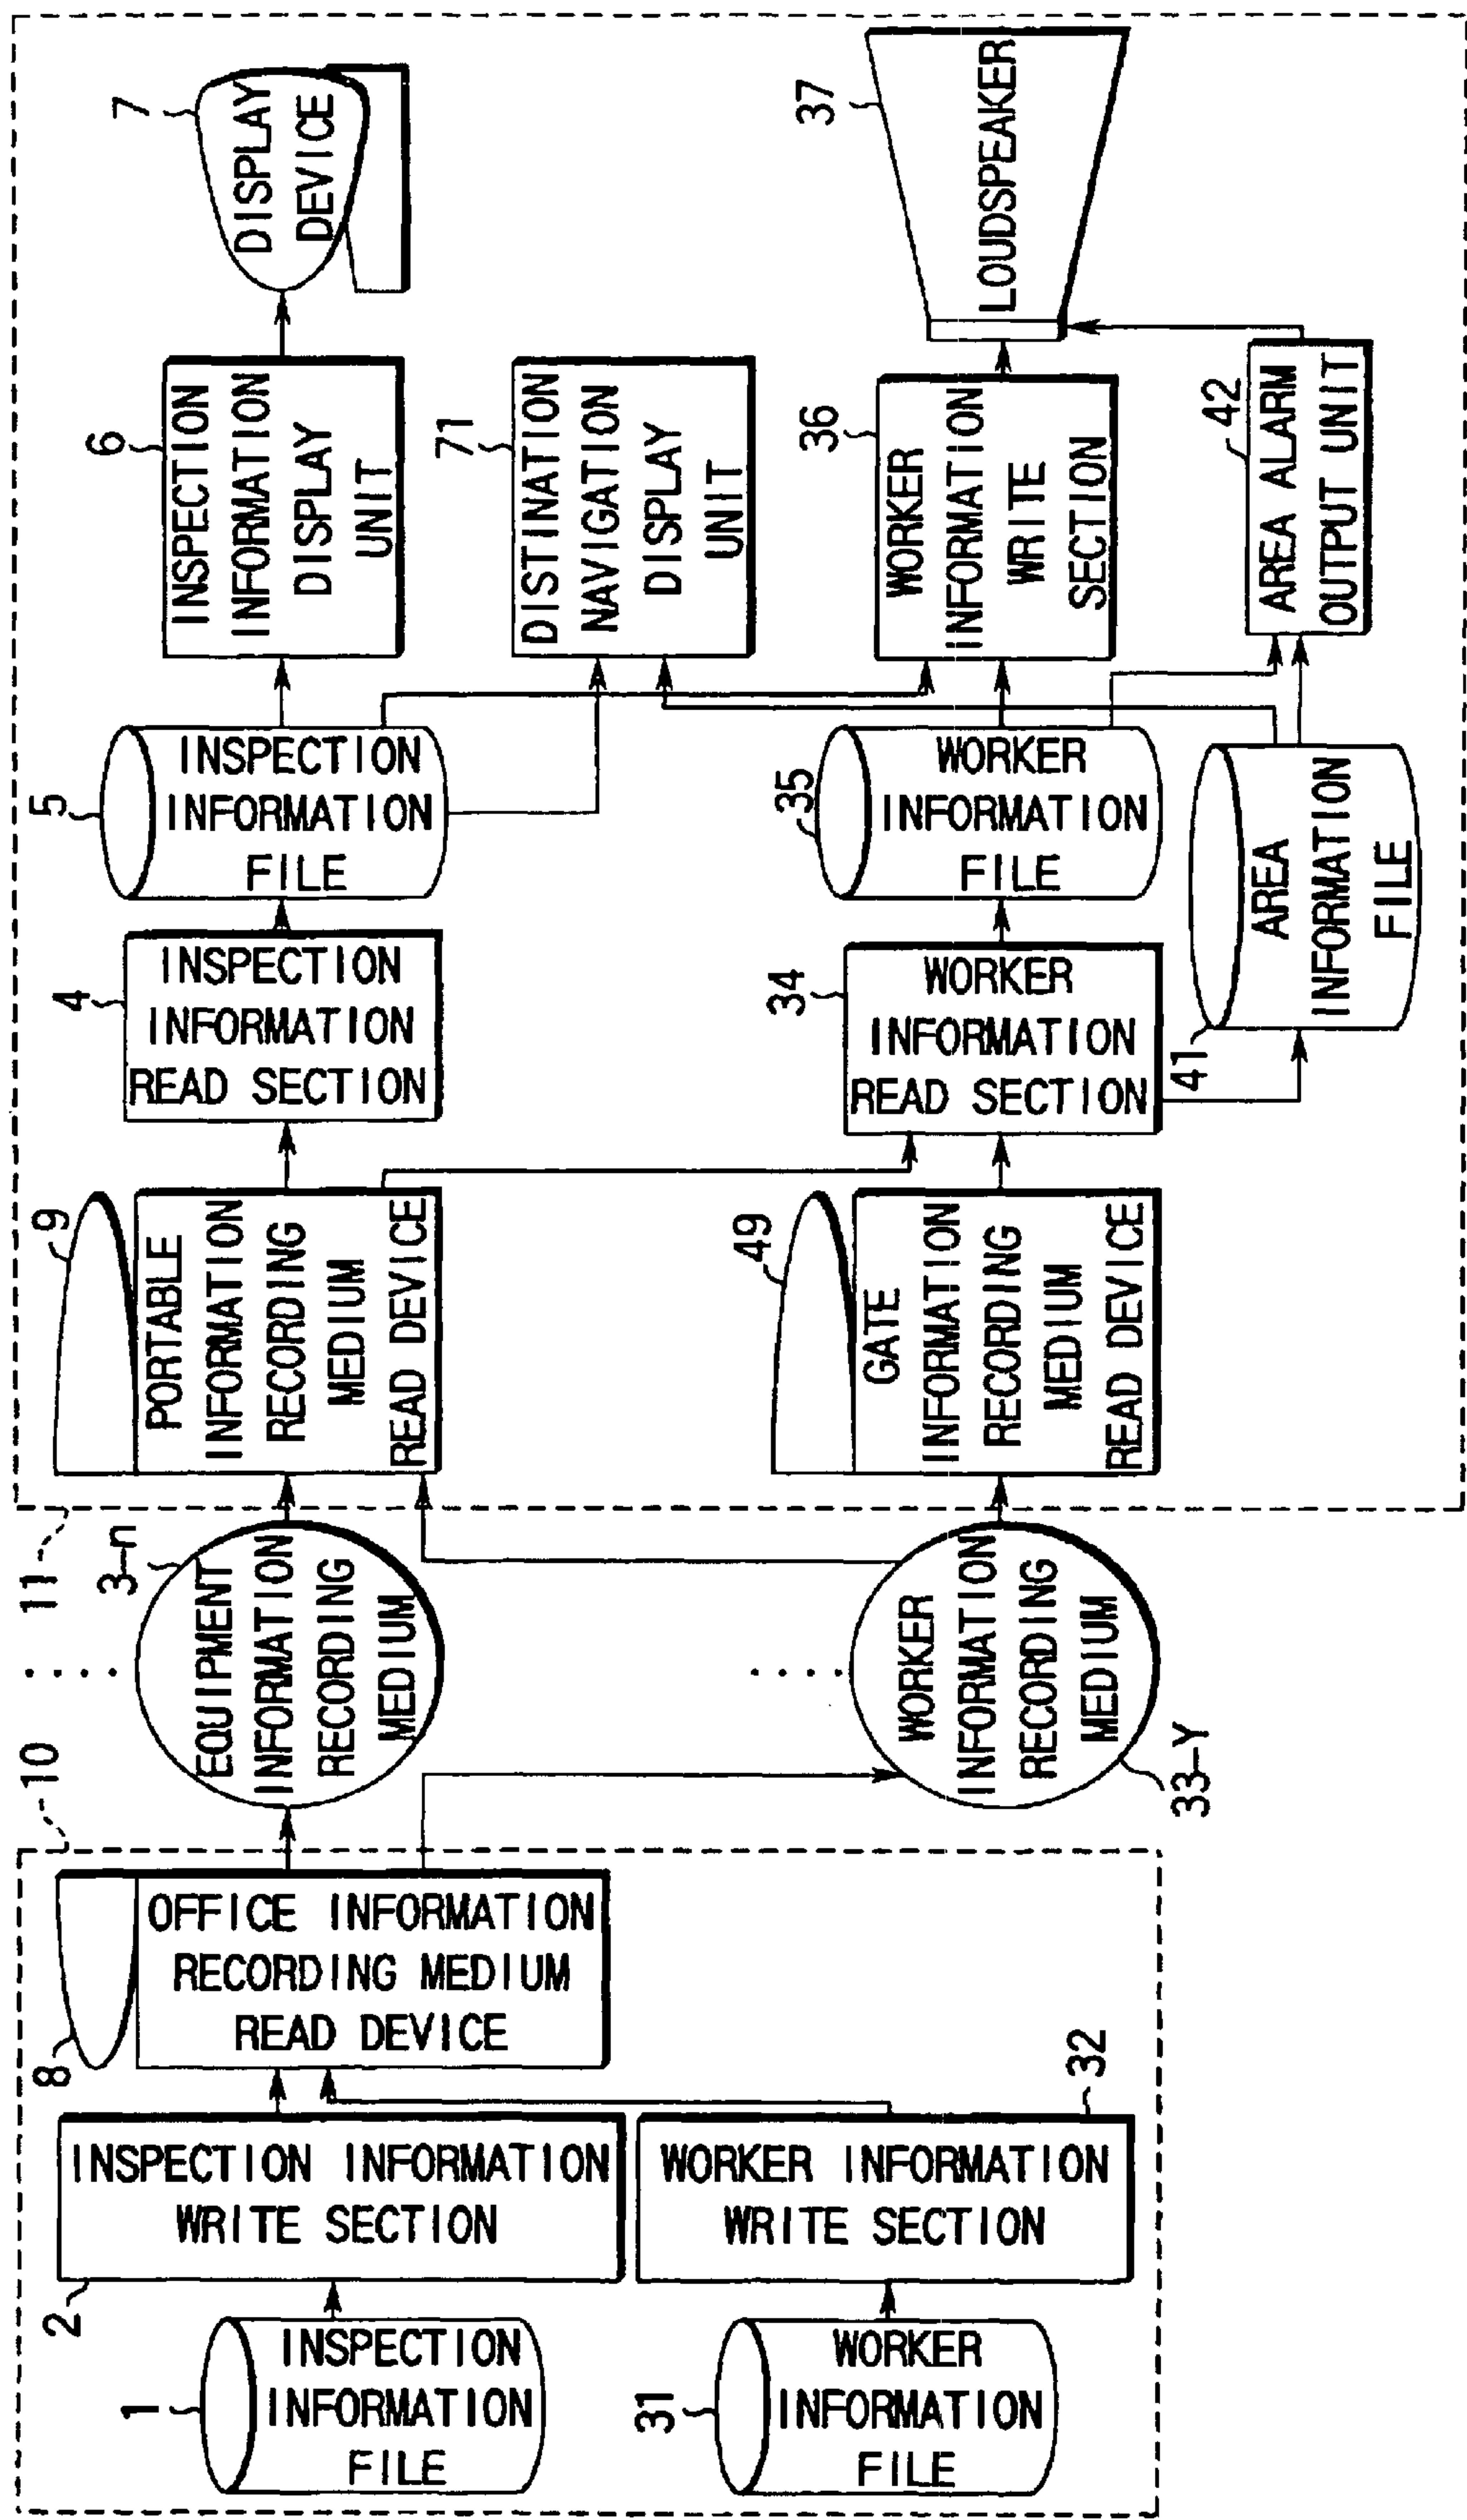 10
1
INSPECTION
INFORMATION
FILE
2
INSPECTION INFORMATION
WRITE SECTION
8
OFFICE INFORMATION
RECORDING MEDIUM
READ DEVICE
31
WORKER
INFORMATION
FILE
32
WORKER INFORMATION
WRITE SECTION
3-n
EQUIPMENT
INFORMATION
RECORDING
MEDIUM
33-Y
WORKER
INFORMATION
RECORDING
MEDIUM
11
9
PORTABLE
INFORMATION
RECORDING
MEDIUM
READ DEVICE
4
INSPECTION
INFORMATION
READ SECTION
5
INSPECTION
INFORMATION
FILE
6
INSPECTION
INFORMATION
DISPLAY
UNIT
7
DISPLAY
DEVICE
71
DISTINATION
NAVIGATION
DISPLAY
UNIT
49
GATE
INFORMATION
RECORDING
MEDIUM
READ DEVICE
34
WORKER
INFORMATION
READ SECTION
35
WORKER
INFORMATION
FILE
36
WORKER
INFORMATION
WRITE
SECTION
37
LOUDSPEAKER
41
AREA
INFORMATION
FILE
42
AREA ALARM
OUTPUT UNIT